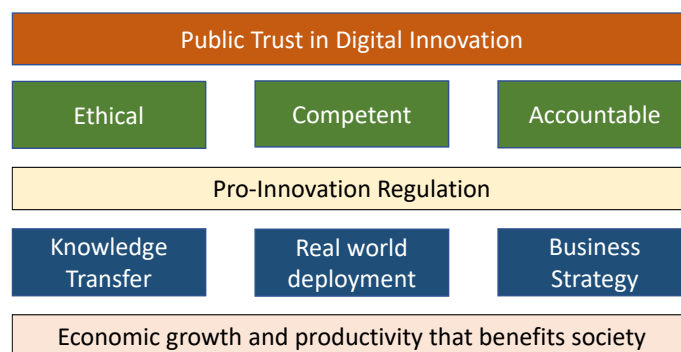 Public Trust in Digital Innovation
Ethical
Competent
Accountable
Pro-Innovation Regulation
Knowledge
Transfer
Real world
deployment
Business
Strategy
Economic growth and productivity that benefits society